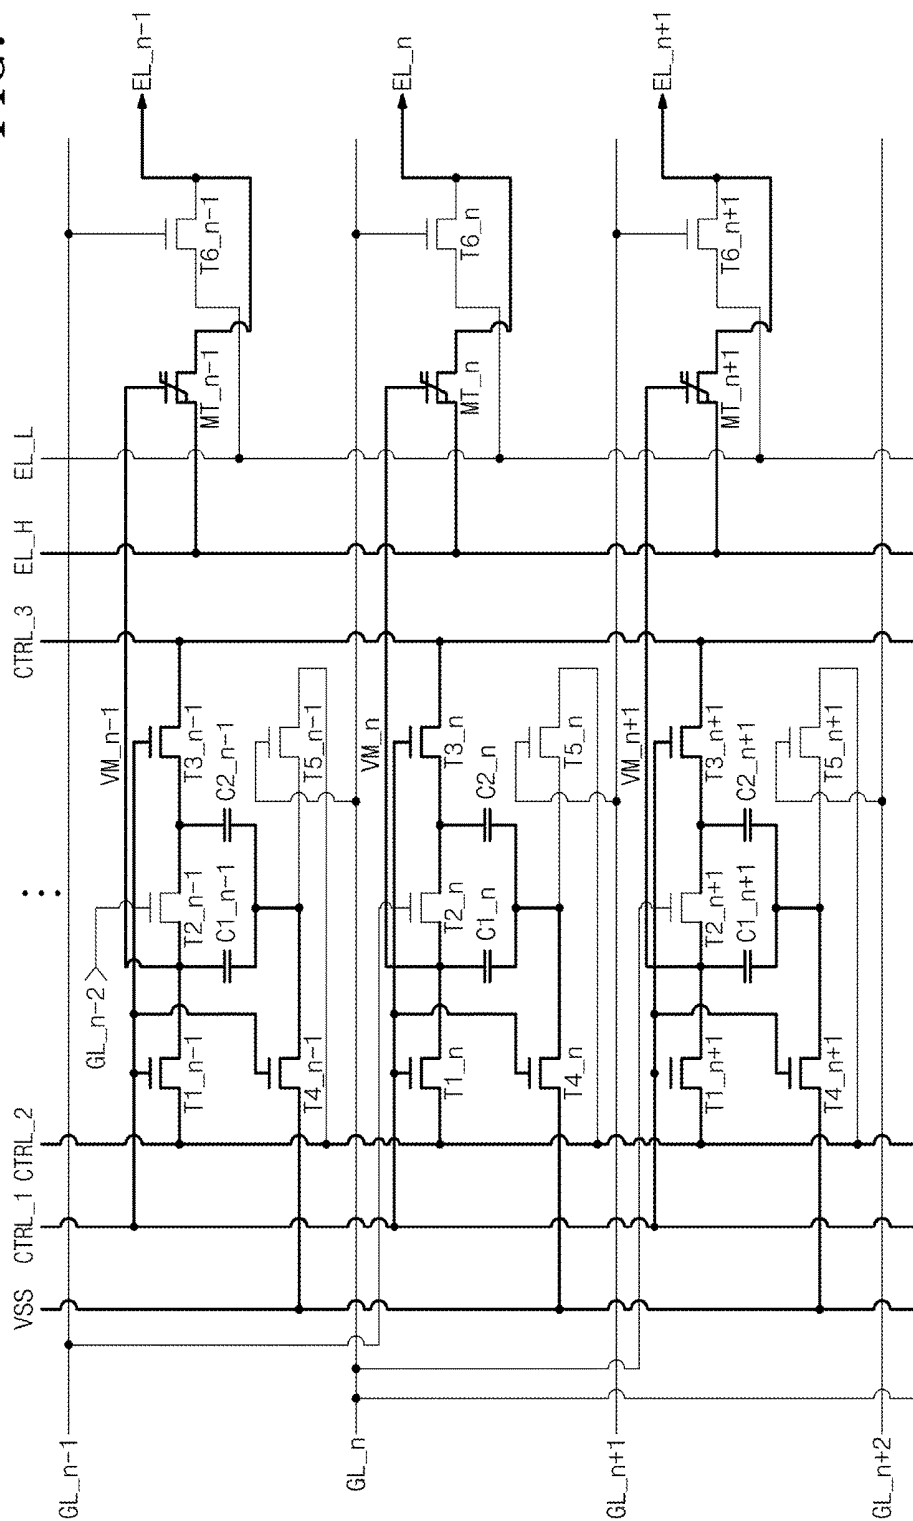 FIG.
VSS
CTRL_1
CTRL_2
CTRL_3
EL_H
EL_L
GL_n-1
GL_n-2
VM_n-1
T1_n-1
T2_n-1
T3_n-1
C1_n-1
C2_n-1
T4_n-1
T5_n-1
MT_n-1
T6_n-1
EL_n-1
GL_n
VM_n
T1_n
T2_n
T3_n
C1_n
C2_n
T4_n
T5_n
MT_n
T6_n
EL_n
GL_n+1
VM_n+1
T1_n+1
T2_n+1
T3_n+1
C1_n+1
C2_n+1
T4_n+1
T5_n+1
MT_n+1
T6_n+1
EL_n+1
GL_n+2